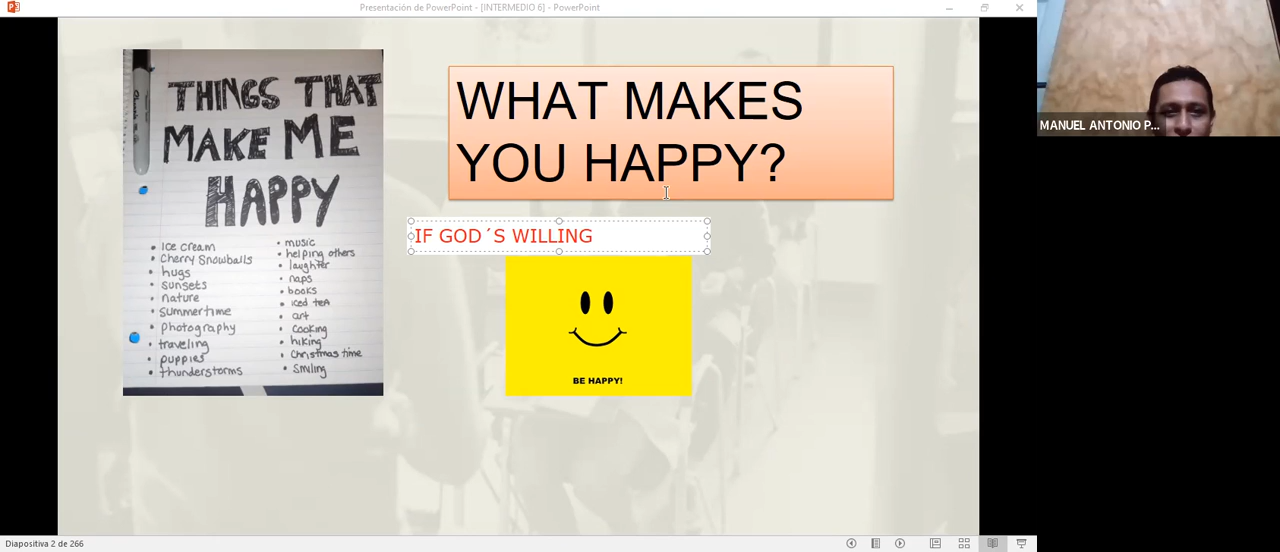 Presentación de PowerPoint - [INTERMEDIO 6] - PowerPoint
THINGS THAT
MAKE ME
HAPPY
• ice cream
• Cherry Snowballs
• hugs
• sunsets
• nature
• summertime
• photography
• traveling
• puppies
• thunderstorms
• music
• helping others
• laughter
• naps
• books
• iced tea
• art
• cooking
• hiking
• Christmas time
• Smiling
WHAT MAKES
YOU HAPPY?
IF GOD´S WILLING
BE HAPPY!
MANUEL ANTONIO P...
Diapositiva 2 de 266